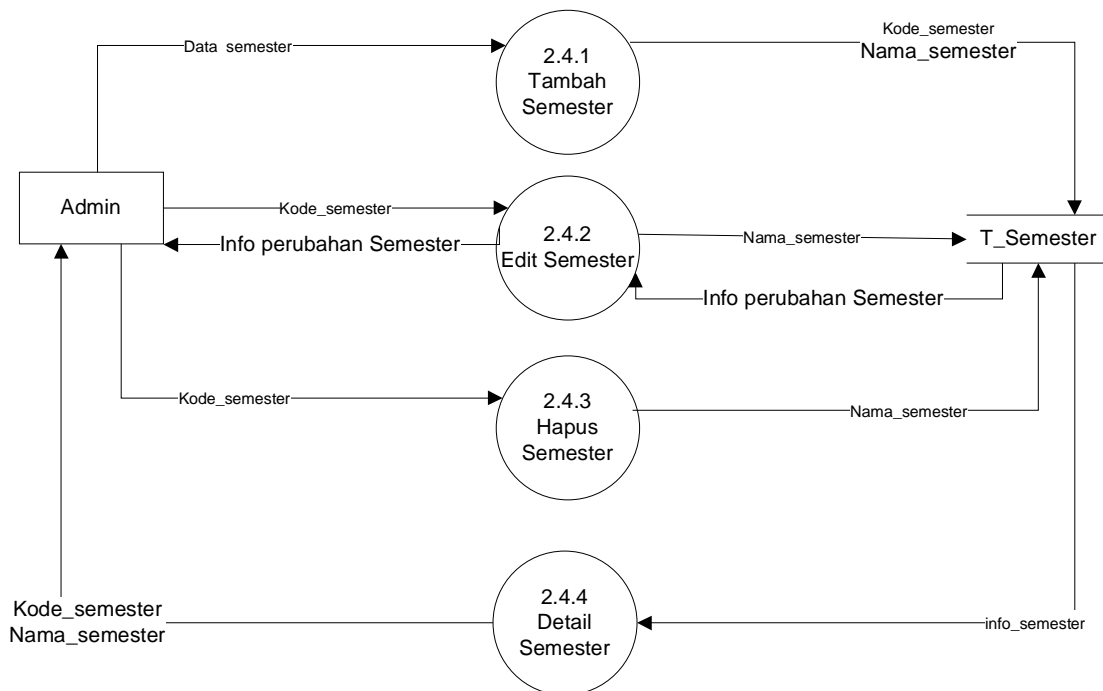 Data semester
2.4.1
Tambah
Semester
Kode_semester
Nama_semester
Admin
Kode_semester
Info perubahan Semester
2.4.2
Edit Semester
Nama_semester
T_Semester
Info perubahan Semester
Kode_semester
2.4.3
Hapus
Semester
Nama_semester
Kode_semester
Nama_semester
2.4.4
Detail
Semester
info_semester